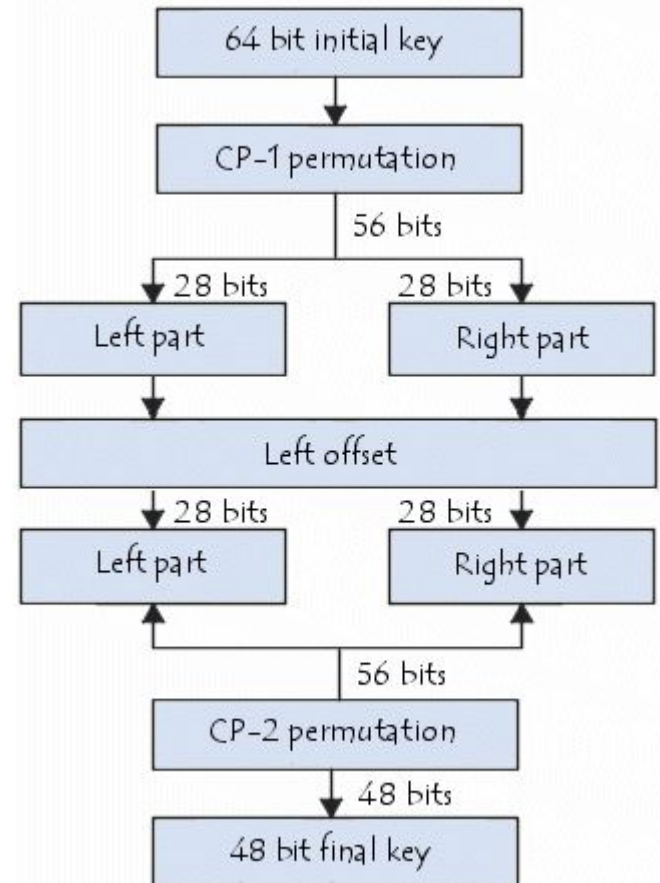 64 bit initial key
CP-1 permutation
56 bits
28 bits
28 bits
Left part
Right part
Left offset
28 bits
28 bits
Left part
Right part
56 bits
CP-2 permutation
48 bits
48 bit final key